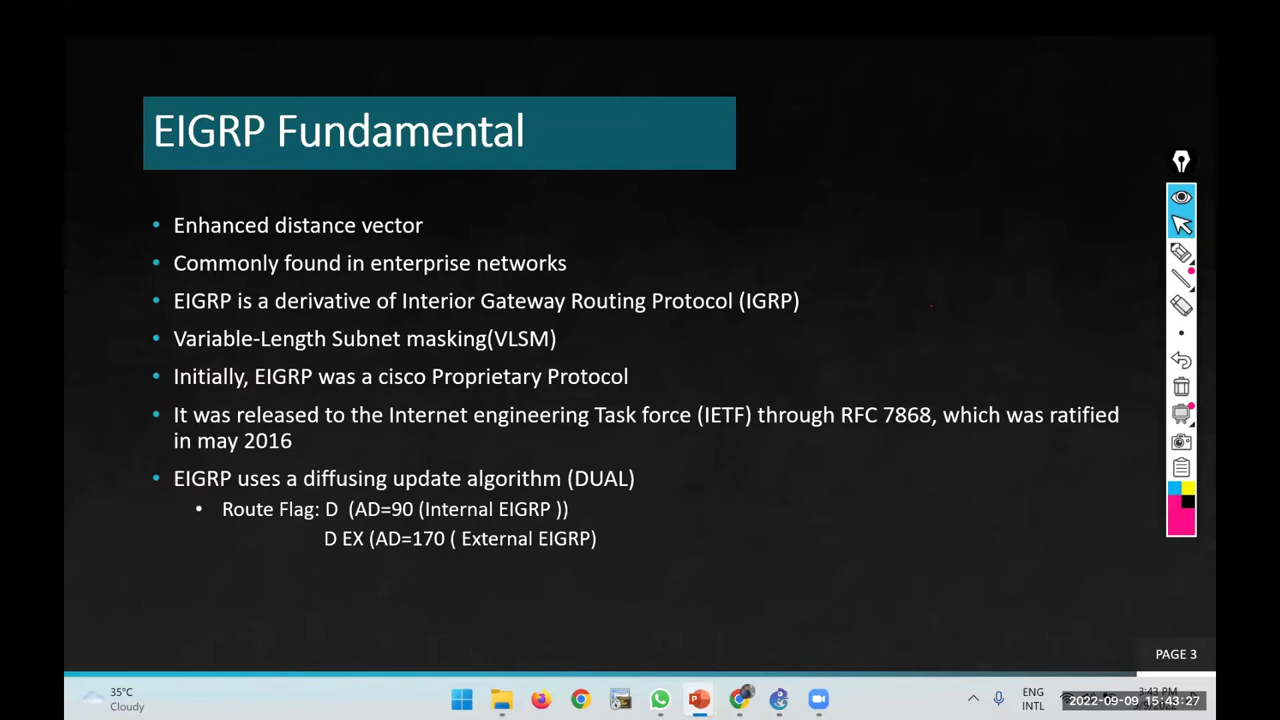 EIGRP Fundamental
• Enhanced distance vector
• Commonly found in enterprise networks
• EIGRP is a derivative of Interior Gateway Routing Protocol (IGRP)
• Variable-Length Subnet masking(VLSM)
• Initially, EIGRP was a cisco Proprietary Protocol
• It was released to the Internet engineering Task force (IETF) through RFC 7868, which was ratified
in may 2016
• EIGRP uses a diffusing update algorithm (DUAL)
• Route Flag: D (AD=90 (Internal EIGRP ))
D EX (AD=170 ( External EIGRP)
PAGE 3
35°C
Cloudy
ENG
INTL
3:43 PM
2022-09-09 15:43:27